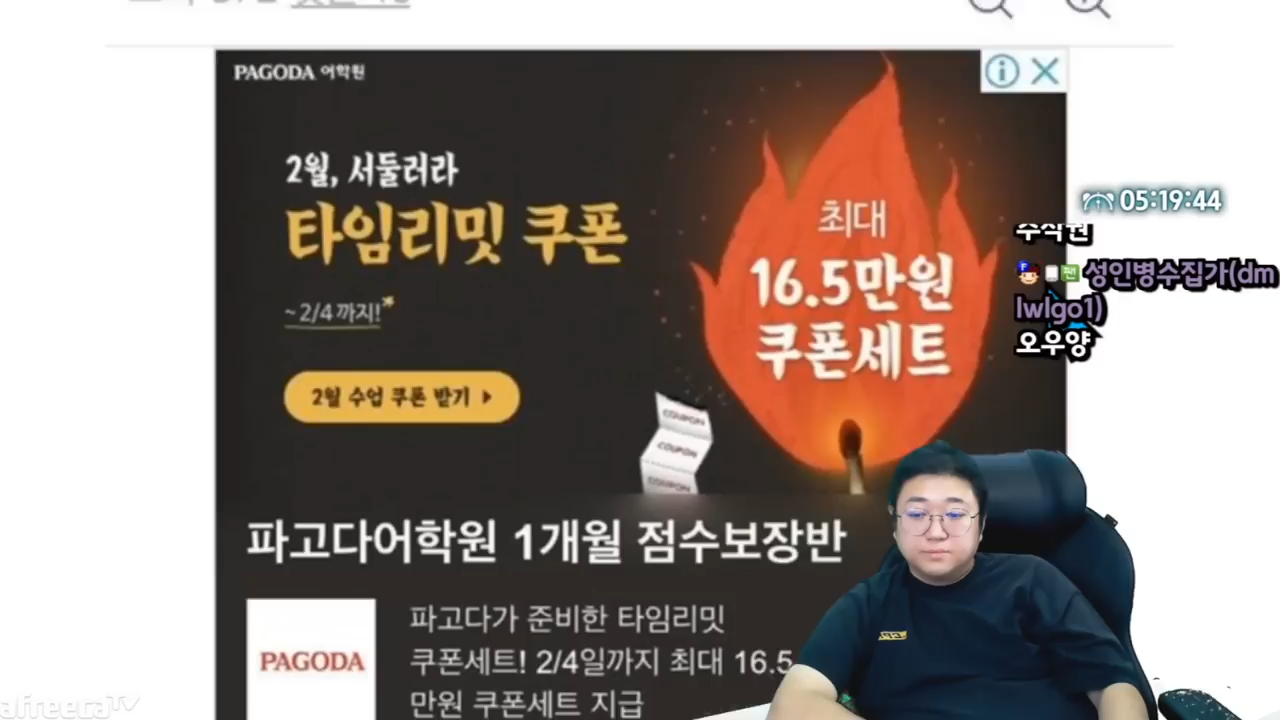 PAGODA 어학원
2월, 서둘러라
타임리밋 쿠폰
~2/4까지!
2월 수업 쿠폰 받기
최대
16.5만원
쿠폰세트
COUPON
COUPON
COUPON
05:19:44
팬 성인병수집가(dm
lwlgo1)
오우양
파고다어학원 1개월 점수보장반
PAGODA
파고다가 준비한 타임리밋
쿠폰세트! 2/4일까지 최대 16.5
만원 쿠폰세트 지급
afreecaTV